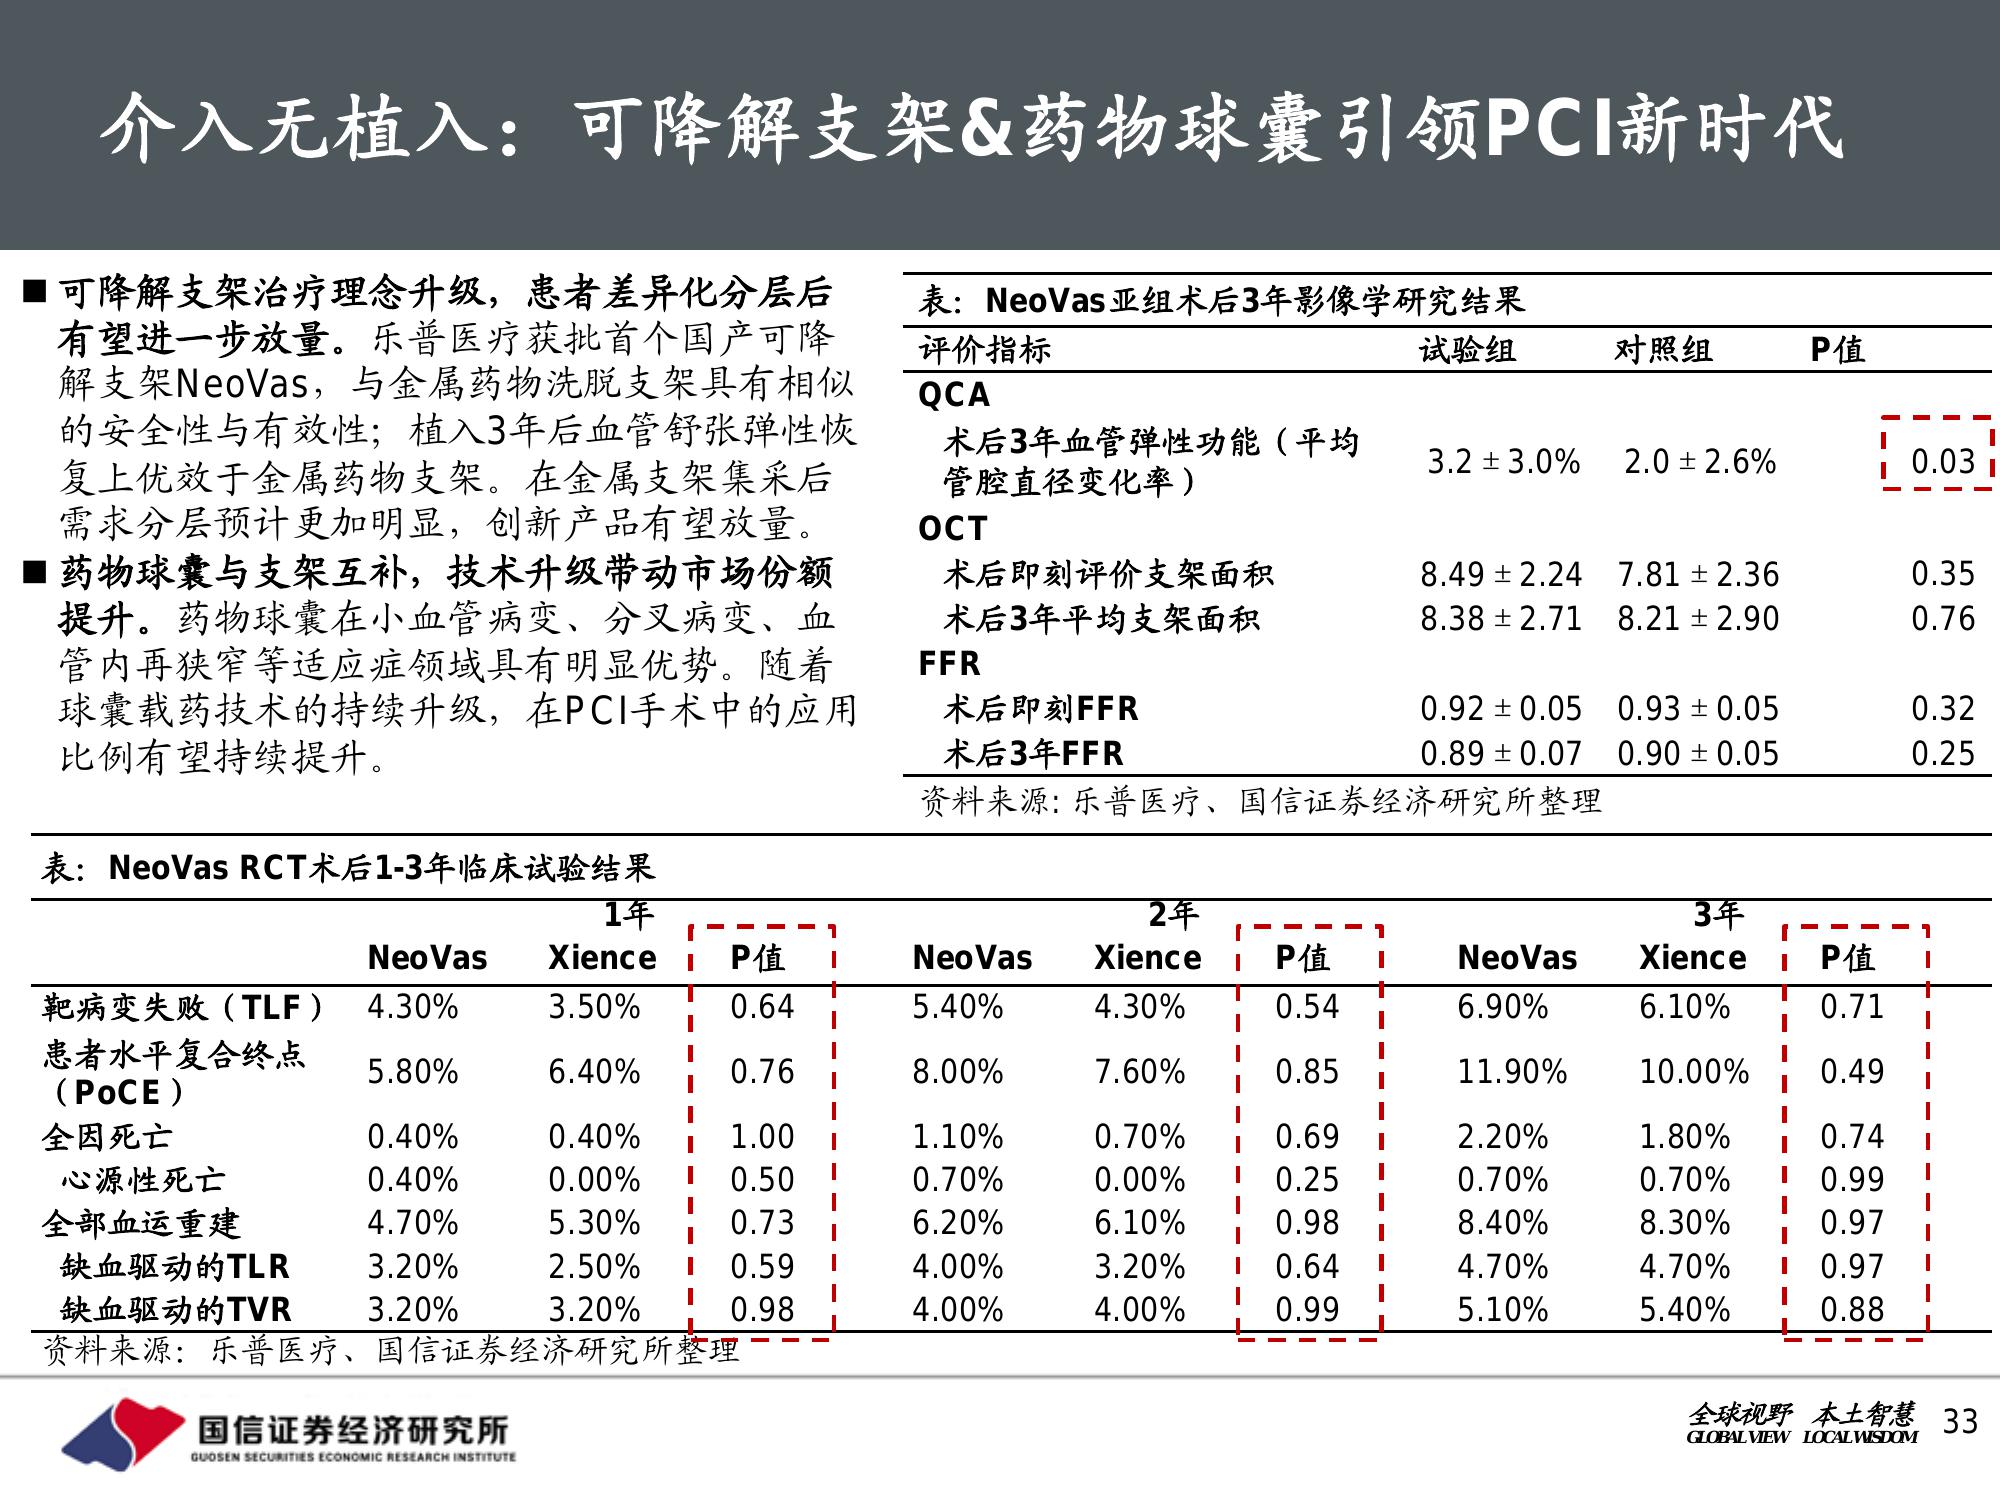 介入无植入：可降解支架&药物球囊引领PCI新时代
■可降解支架治疗理念升级，患者差异化分层后
有望进一步放量。乐普医疗获批首个国产可降
解支架NeoVas，与金属药物洗脱支架具有相似
的安全性与有效性；植入3年后血管舒张弹性恢
复上优效于金属药物支架。在金属支架集采后
需求分层预计更加明显，创新产品有望放量。
■药物球囊与支架互补，技术升级带动市场份额
提升。药物球囊在小血管病变、分叉病变、血
管内再狭窄等适应症领域具有明显优势。随着
球囊载药技术的持续升级，在PCI手术中的应用
比例有望持续提升。
表：NeoVas亚组术后3年影像学研究结果
评价指标 试验组 对照组 P值
QCA
术后3年血管弹性功能（平均
管腔直径变化率） 3.2±3.0% 2.0±2.6% 0.03
OCT
术后即刻评价支架面积 8.49±2.24 7.81±2.36 0.35
术后3年平均支架面积 8.38±2.71 8.21±2.90 0.76
FFR
术后即刻FFR 0.92±0.05 0.93±0.05 0.32
术后3年FFR 0.89±0.07 0.90±0.05 0.25
资料来源: 乐普医疗、国信证券经济研究所整理
表：NeoVas RCT术后1-3年临床试验结果
1年 2年 3年
NeoVas Xience P值 NeoVas Xience P值 NeoVas Xience P值
靶病变失败（TLF） 4.30% 3.50% 0.64 5.40% 4.30% 0.54 6.90% 6.10% 0.71
患者水平复合终点
（PoCE） 5.80% 6.40% 0.76 8.00% 7.60% 0.85 11.90% 10.00% 0.49
全因死亡 0.40% 0.40% 1.00 1.10% 0.70% 0.69 2.20% 1.80% 0.74
心源性死亡 0.40% 0.00% 0.50 0.70% 0.00% 0.25 0.70% 0.70% 0.99
全部血运重建 4.70% 5.30% 0.73 6.20% 6.10% 0.98 8.40% 8.30% 0.97
缺血驱动的TLR 3.20% 2.50% 0.59 4.00% 3.20% 0.64 4.70% 4.70% 0.97
缺血驱动的TVR 3.20% 3.20% 0.98 4.00% 4.00% 0.99 5.10% 5.40% 0.88
资料来源：乐普医疗、国信证券经济研究所整理
国信证券经济研究所
GUOSEN SECURITIES ECONOMIC RESEARCH INSTITUTE
全球视野 本土智慧
GLOBAL VIEW LOCAL WISDOM
33